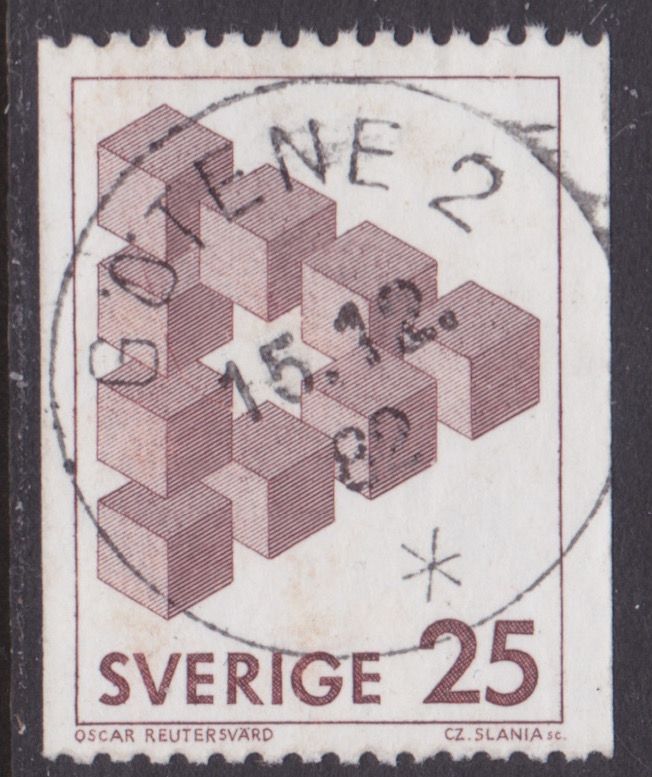 GÖTENE 2
15.12.
82.
*
SVERIGE 25
OSCAR REUTERSVÄRD CZ. SLANIA sc.